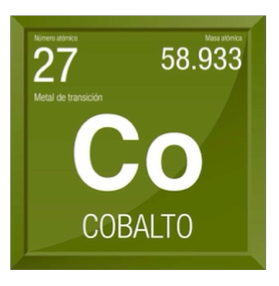 Número atómico
Masa atómica
27
58.933
Metal de transición
Co
COBALTO